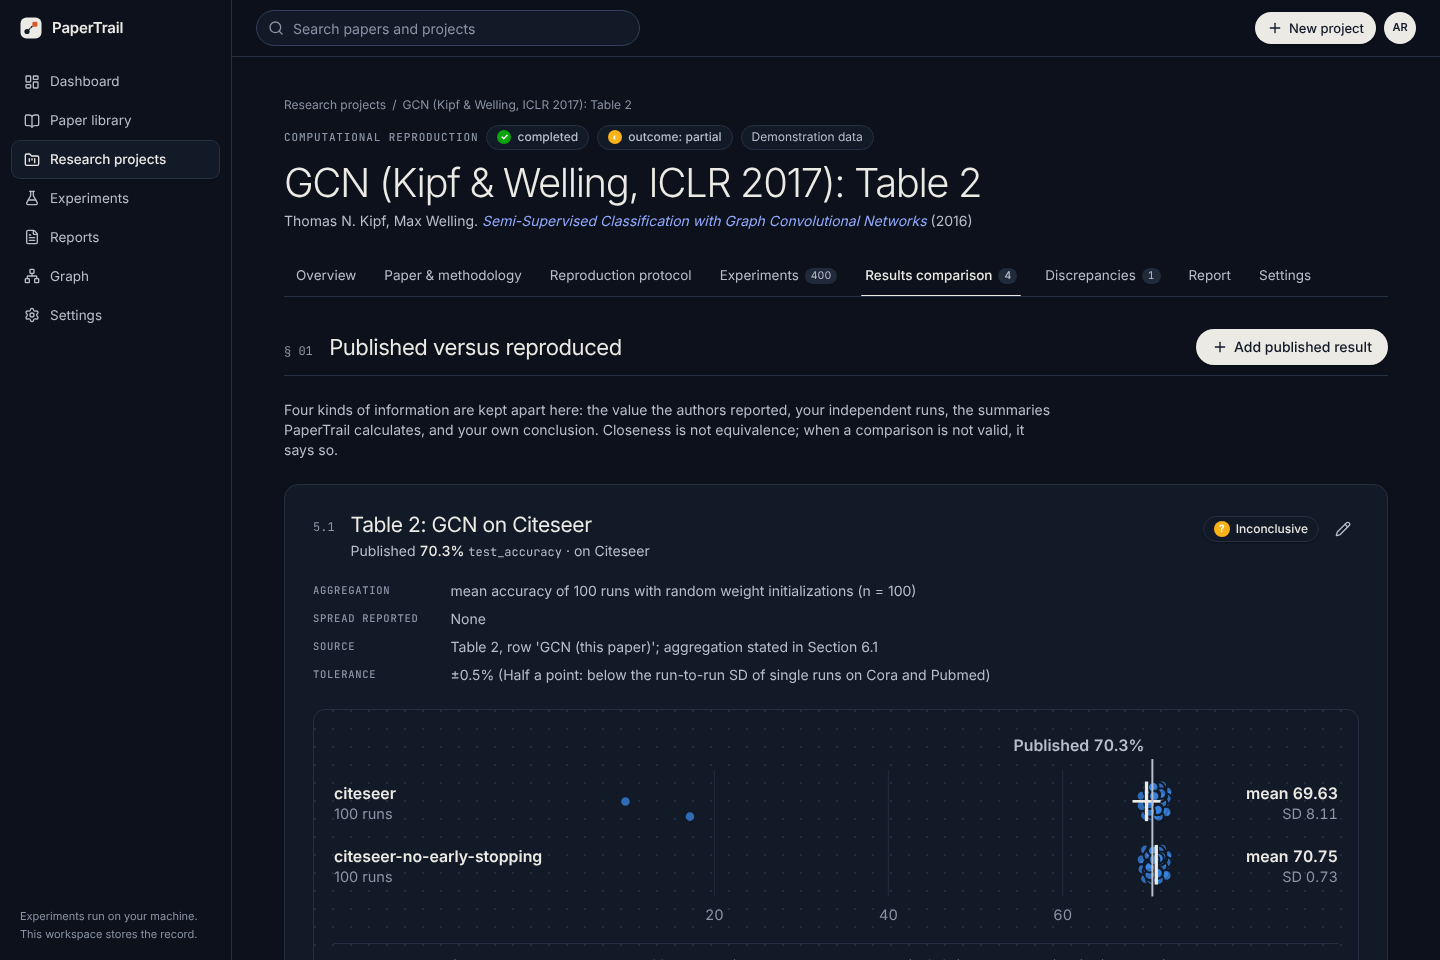 PaperTrail
Search papers and projects
New project
AR
Dashboard
Paper library
Research projects
Experiments
Reports
Graph
Settings
Experiments run on your machine.
This workspace stores the record.
Research projects / GCN (Kipf & Welling, ICLR 2017): Table 2
COMPUTATIONAL REPRODUCTION completed outcome: partial Demonstration data
GCN (Kipf & Welling, ICLR 2017): Table 2
Thomas N. Kipf, Max Welling. Semi-Supervised Classification with Graph Convolutional Networks (2016)
Overview Paper & methodology Reproduction protocol Experiments 400 Results comparison 4 Discrepancies 1 Report Settings
§ 01 Published versus reproduced
Add published result
Four kinds of information are kept apart here: the value the authors reported, your independent runs, the summaries
PaperTrail calculates, and your own conclusion. Closeness is not equivalence; when a comparison is not valid, it
says so.
5.1 Table 2: GCN on Citeseer
? Inconclusive
Published 70.3% test_accuracy · on Citeseer
AGGREGATION mean accuracy of 100 runs with random weight initializations (n = 100)
SPREAD REPORTED None
SOURCE Table 2, row 'GCN (this paper)'; aggregation stated in Section 6.1
TOLERANCE ±0.5% (Half a point: below the run-to-run SD of single runs on Cora and Pubmed)
Published 70.3%
citeseer mean 69.63
100 runs SD 8.11
citeseer-no-early-stopping mean 70.75
100 runs SD 0.73
20 40 60